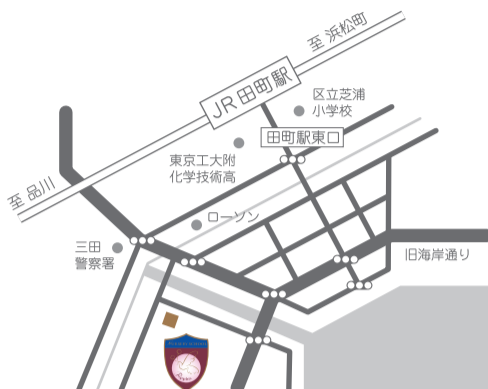 至 浜松町
JR 田町駅
区立芝浦
小学校
田町駅東口
東京工大附
化学技術高
至 品川
ローソン
三田
警察署
旧海岸通り